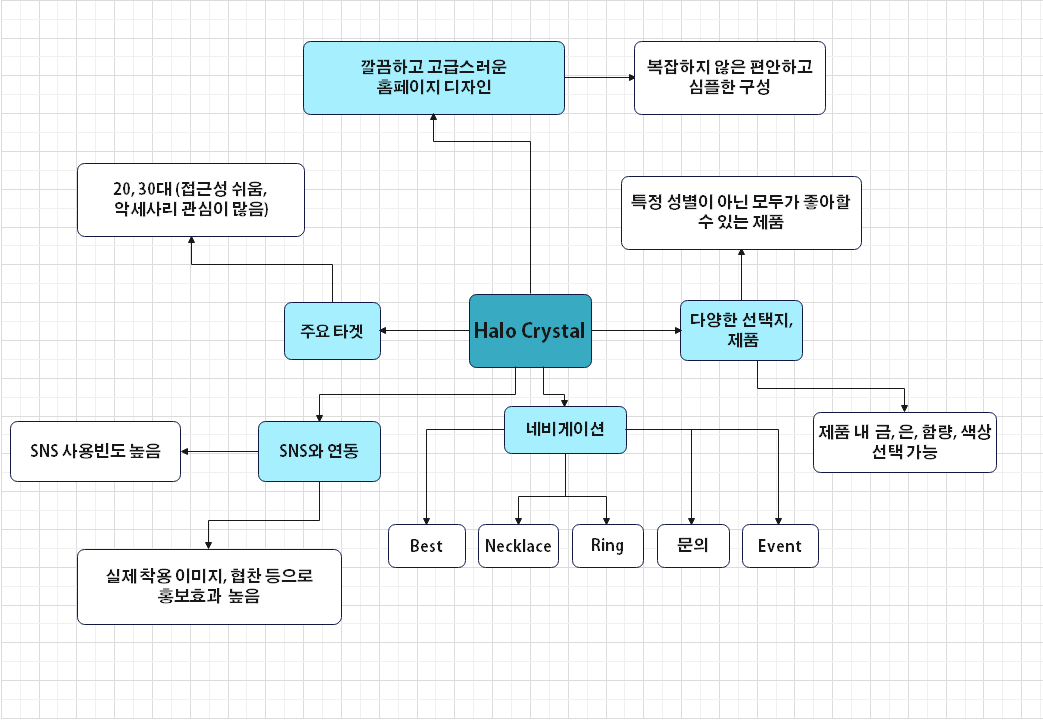 깔끔하고 고급스러운
홈페이지 디자인
복잡하지 않은 편안하고
심플한 구성
20, 30대 (접근성 쉬움,
악세사리 관심이 많음)
특정 성별이 아닌 모두가 좋아할
수 있는 제품
주요 타겟
Halo Crystal
다양한 선택지,
제품
SNS 사용빈도 높음
SNS와 연동
네비게이션
제품 내 금, 은, 함량, 색상
선택 가능
Best
Necklace
Ring
문의
Event
실제 착용 이미지, 협찬 등으로
홍보효과 높음